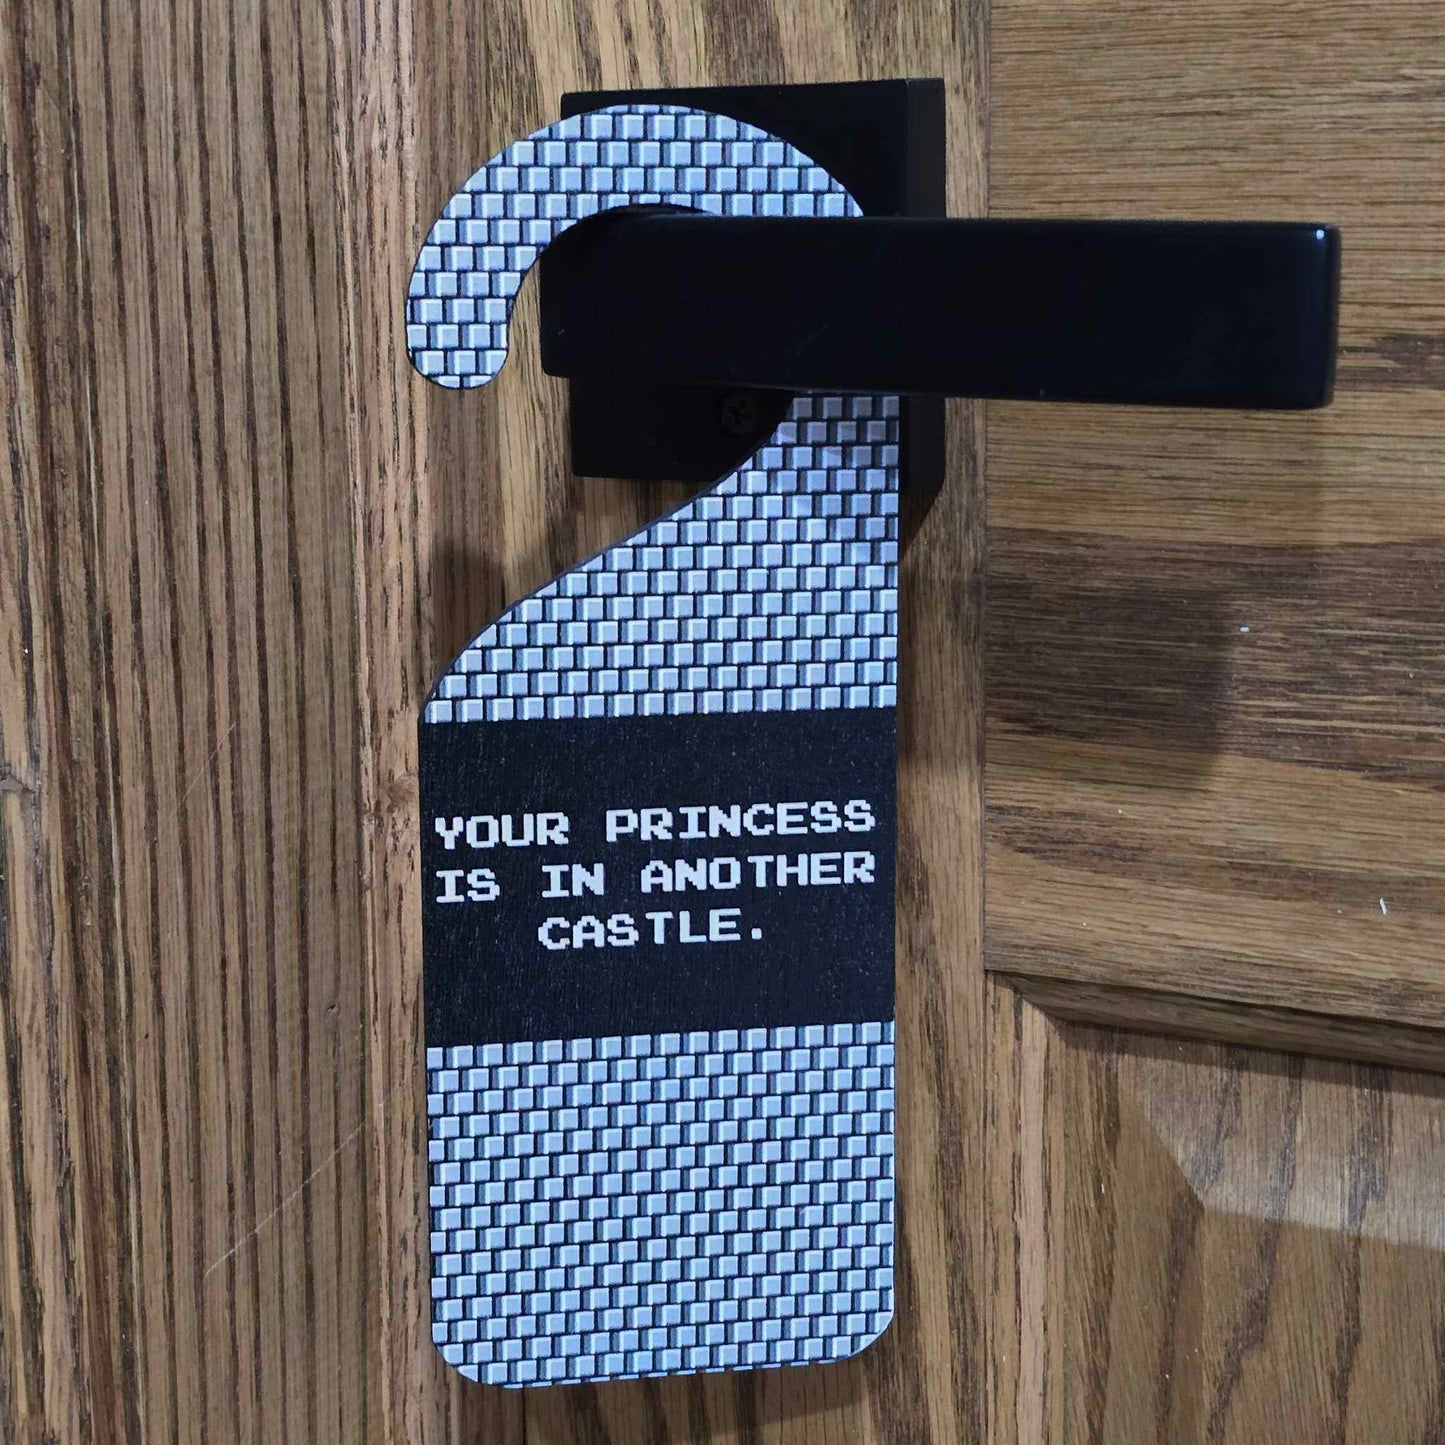 YOUR PRINCESS
IS IN ANOTHER
CASTLE.